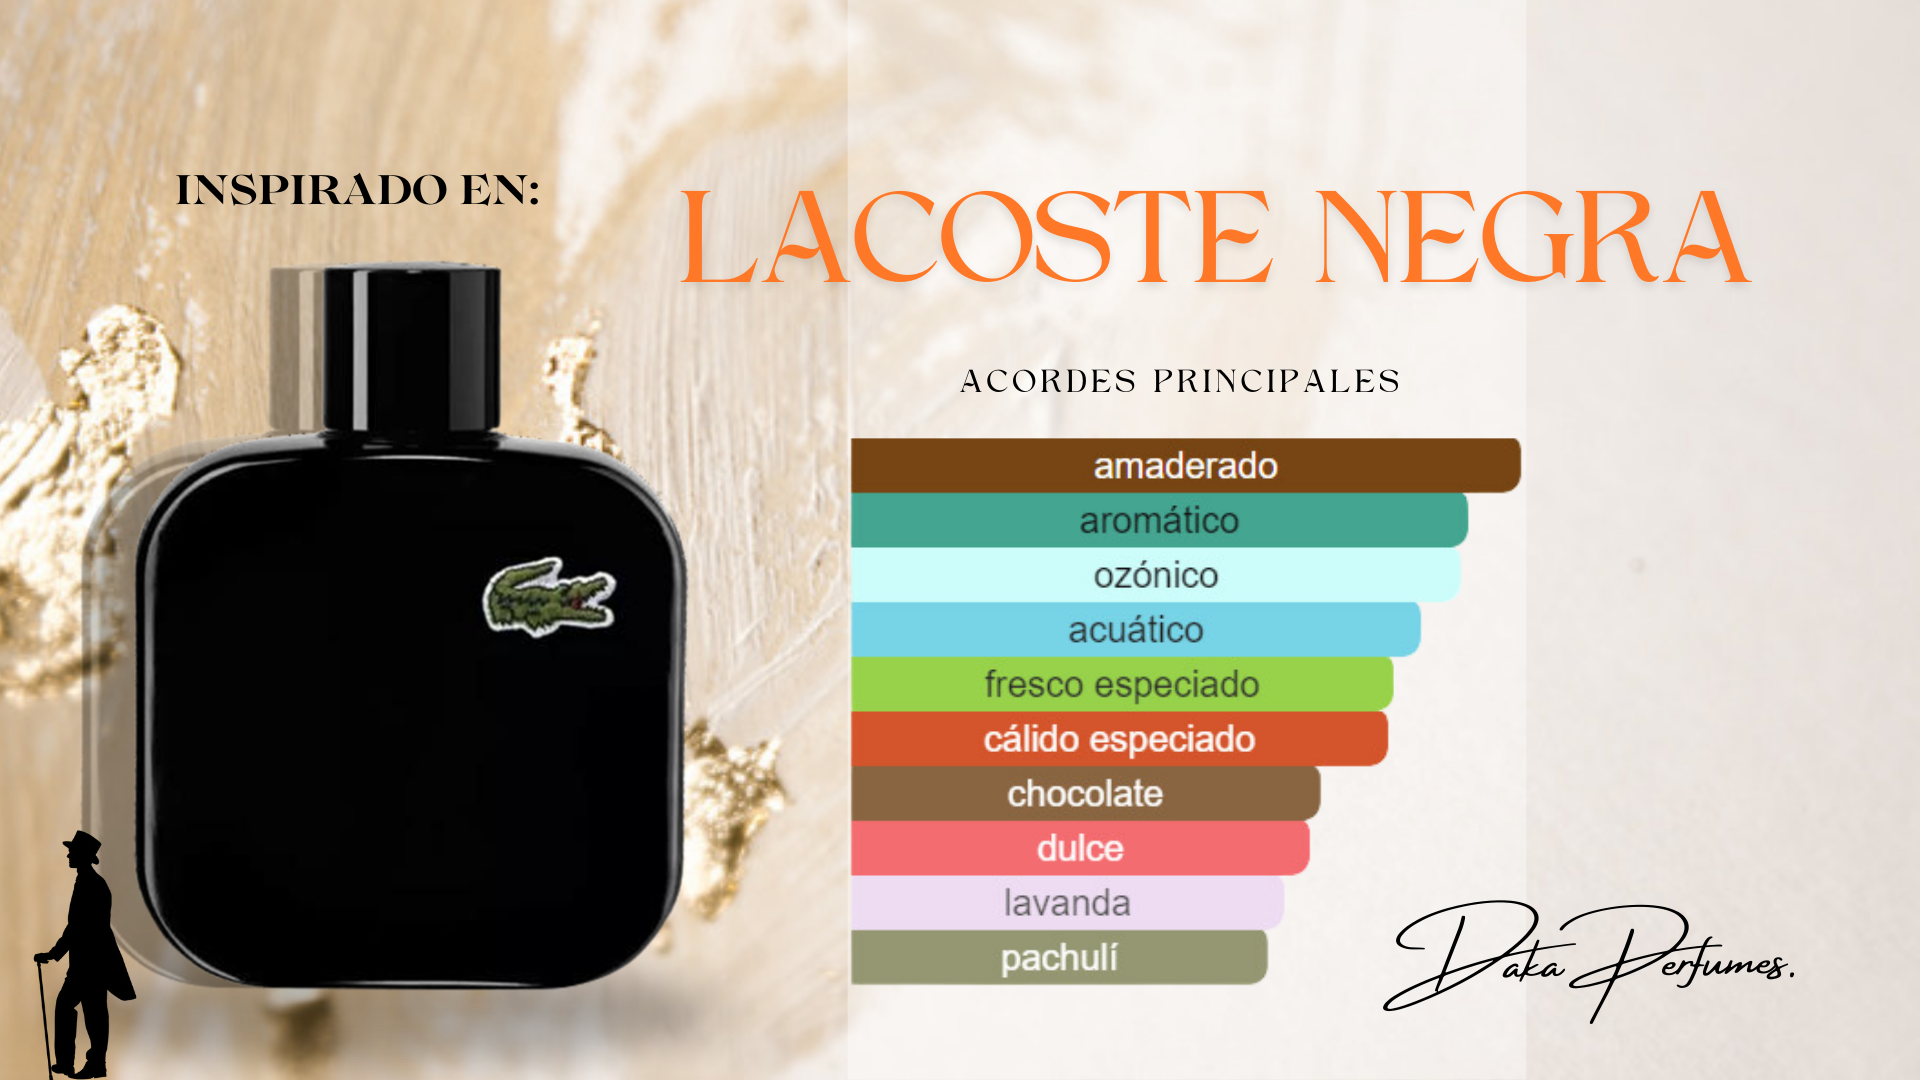 INSPIRADO EN:
LACOSTE NEGRA
ACORDES PRINCIPALES
amaderado
aromático
ozónico
acuático
fresco especiado
cálido especiado
chocolate
dulce
lavanda
pachulí
Daka Perfumes.